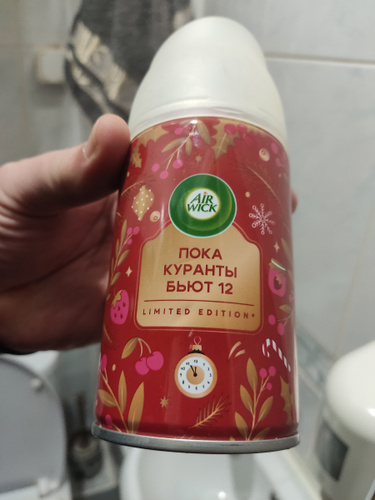 AIR
WICK
ПОКА
КУРАНТЫ
БЬЮТ 12
LIMITED EDITION*